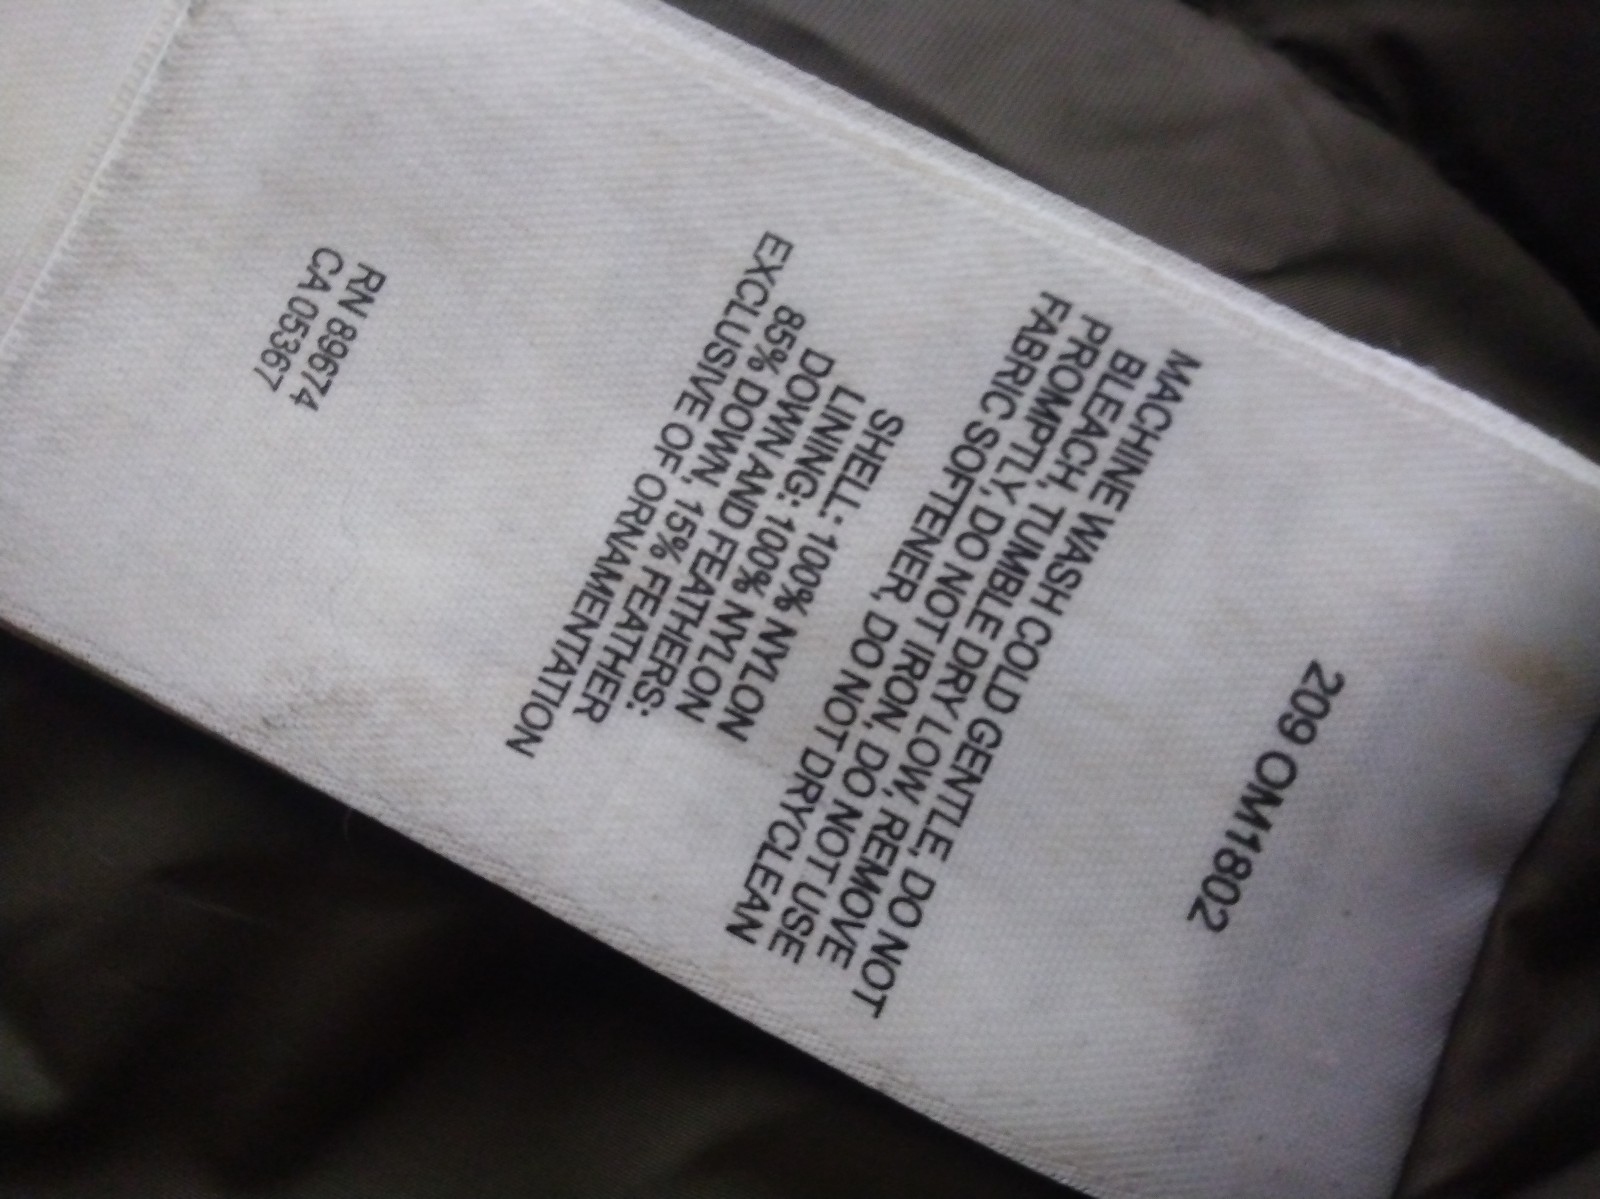 209 OM1802
MACHINE WASH COLD GENTLE, DO NOT
BLEACH, TUMBLE DRY LOW, REMOVE
PROMPTLY, DO NOT IRON, DO NOT USE
FABRIC SOFTENER, DO NOT DRYCLEAN
SHELL: 100% NYLON
LINING: 100% NYLON
DOWN AND FEATHERS:
85% DOWN, 15% FEATHER
EXCLUSIVE OF ORNAMENTATION
RN 89674
CA 05367